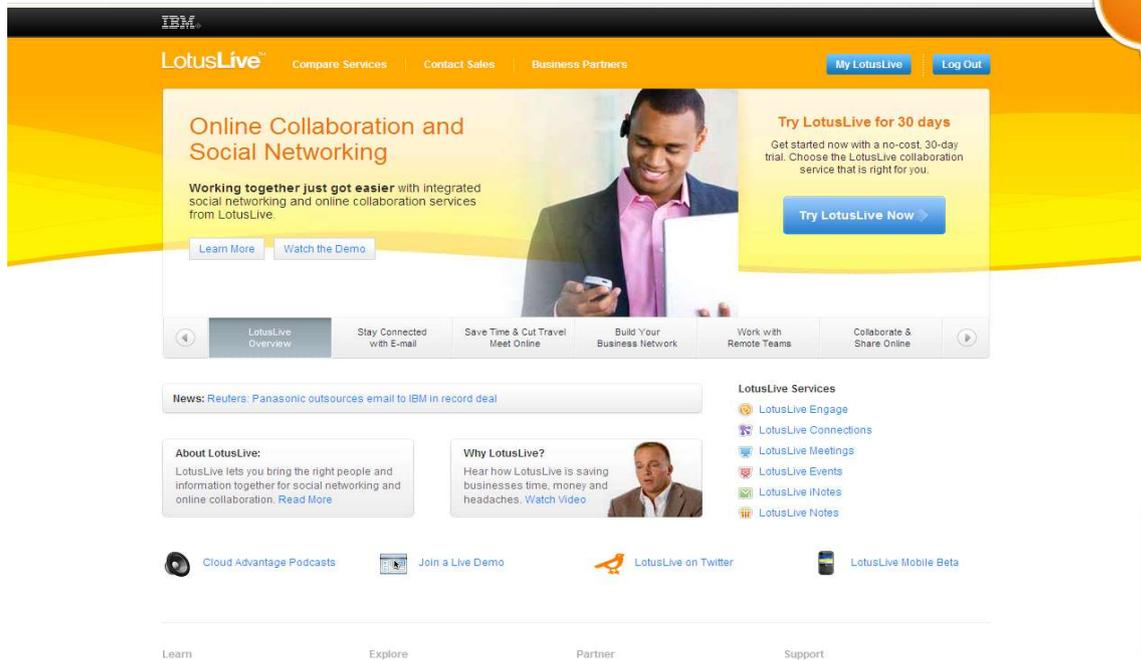 IBM®
LotusLive™
Compare Services
Contact Sales
Business Partners
My LotusLive
Log Out
Online Collaboration and
Social Networking
Working together just got easier with integrated
social networking and online collaboration services
from LotusLive.
Learn More
Watch the Demo
Try LotusLive for 30 days
Get started now with a no-cost, 30-day
trial. Choose the LotusLive collaboration
service that is right for you.
Try LotusLive Now
LotusLive
Overview
Stay Connected
with E-mail
Save Time & Cut Travel
Meet Online
Build Your
Business Network
Work with
Remote Teams
Collaborate &
Share Online
News: Reuters: Panasonic outsources email to IBM in record deal
About LotusLive:
LotusLive lets you bring the right people and
information together for social networking and
online collaboration. Read More
Why LotusLive?
Hear how LotusLive is saving
businesses time, money and
headaches. Watch Video
LotusLive Services
LotusLive Engage
LotusLive Connections
LotusLive Meetings
LotusLive Events
LotusLive iNotes
LotusLive Notes
Cloud Advantage Podcasts
Join a Live Demo
LotusLive on Twitter
LotusLive Mobile Beta
Learn
Explore
Partner
Support